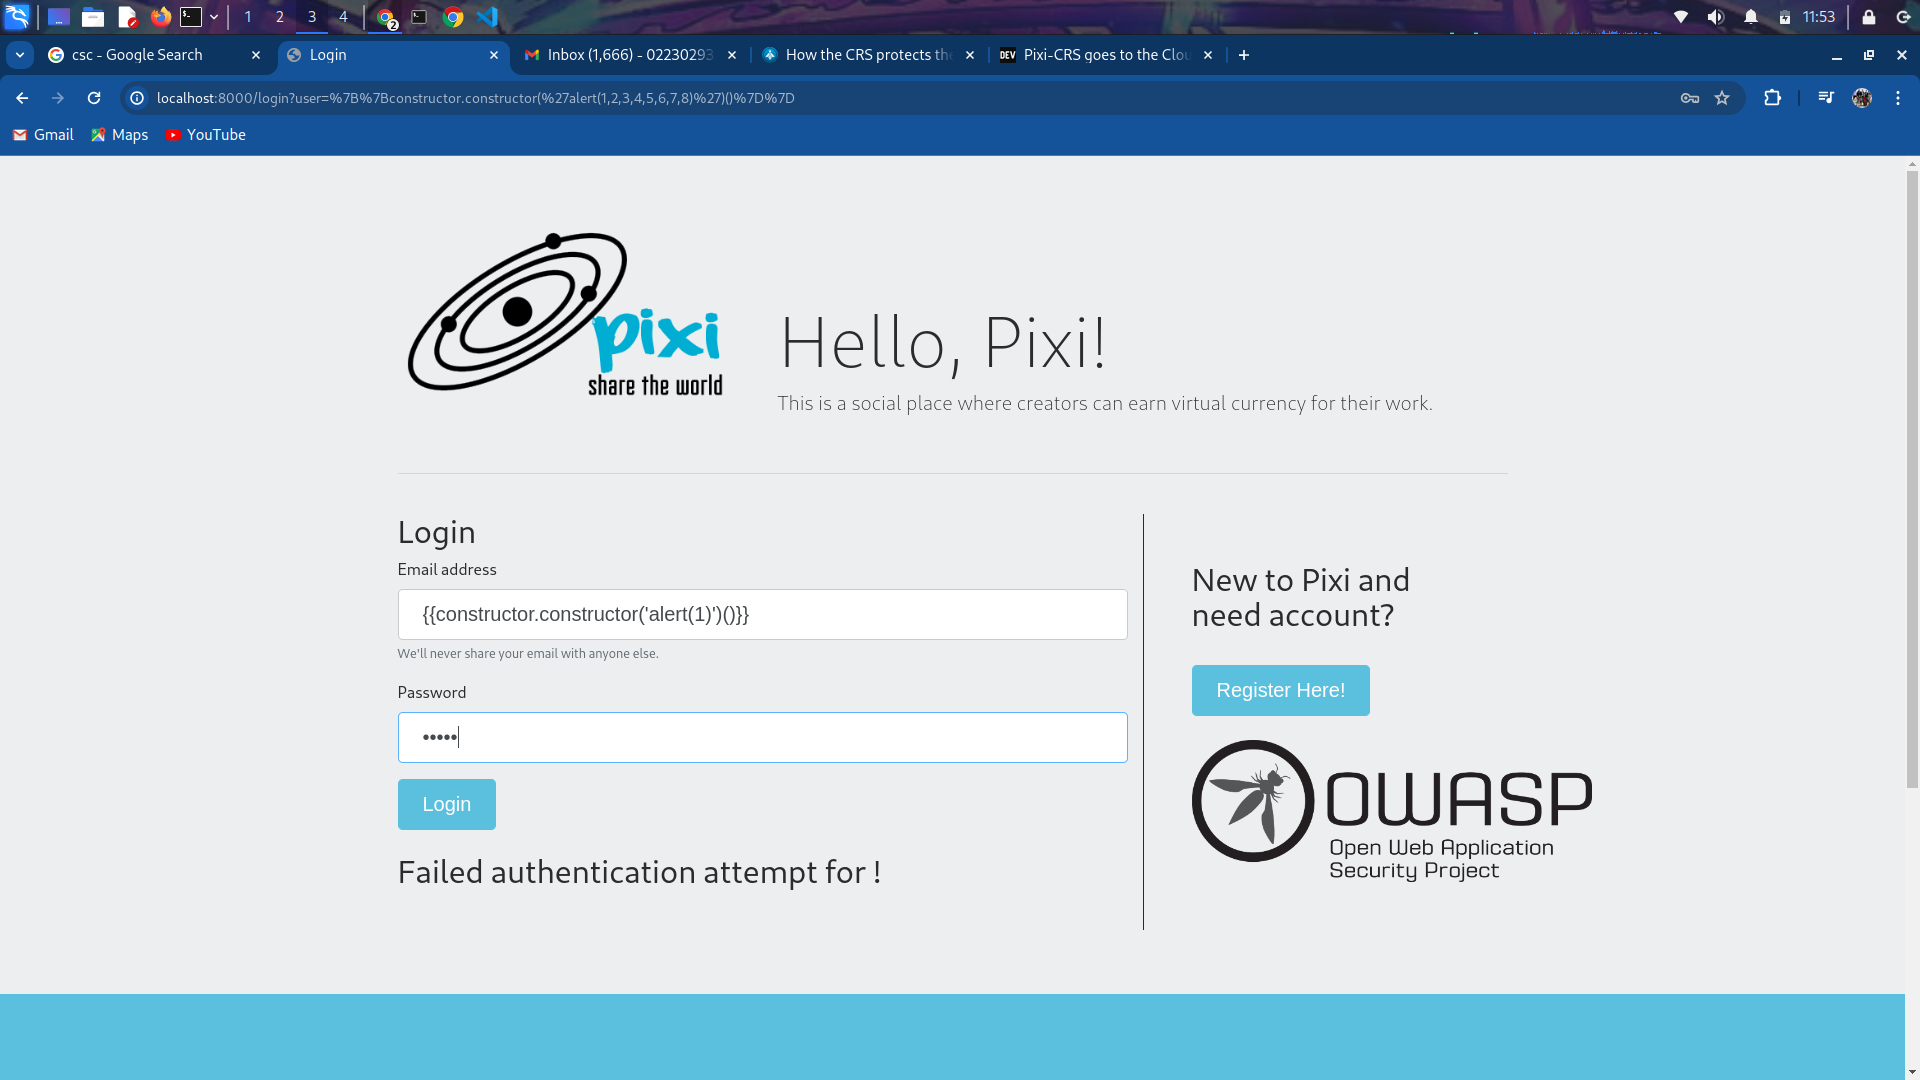 1 2 3 4 2 11:53
csc - Google Search Login Inbox (1,666) - 02230293 How the CRS protects the DEV Pixi-CRS goes to the Clou
localhost:8000/login?user=%7B%7Bconstructor.constructor(%27alert(1,2,3,4,5,6,7,8)%27)()%7D%7D
Gmail Maps YouTube
pixi
share the world
Hello, Pixi!
This is a social place where creators can earn virtual currency for their work.
Login
Email address
{{constructor.constructor('alert(1)')()}}
We'll never share your email with anyone else.
Password
•••••
Login
Failed authentication attempt for !
New to Pixi and
need account?
Register Here!
OWASP
Open Web Application
Security Project